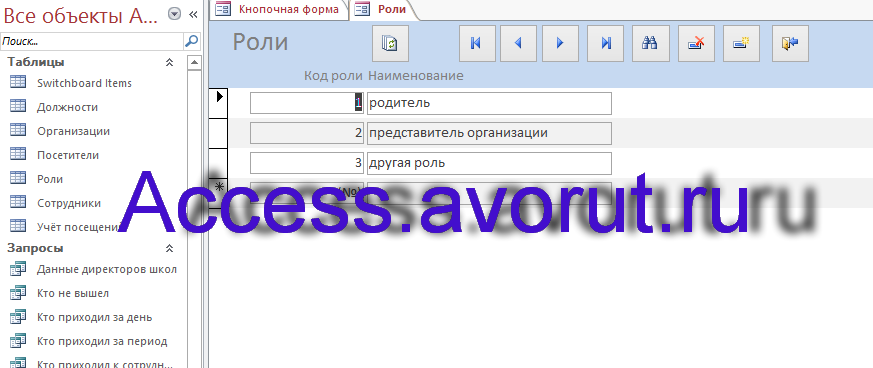 Все объекты A...
Поиск...
Таблицы
Switchboard Items
Должности
Организации
Посетители
Роли
Сотрудники
Учёт посещений
Запросы
Данные директоров школ
Кто не вышел
Кто приходил за день
Кто приходил за период
Кто приходил к сотрудн...
Кнопочная форма
Роли
Роли
Код роли Наименование
1 родитель
2 представитель организации
3 другая роль
(№)
Access.avorut.ru